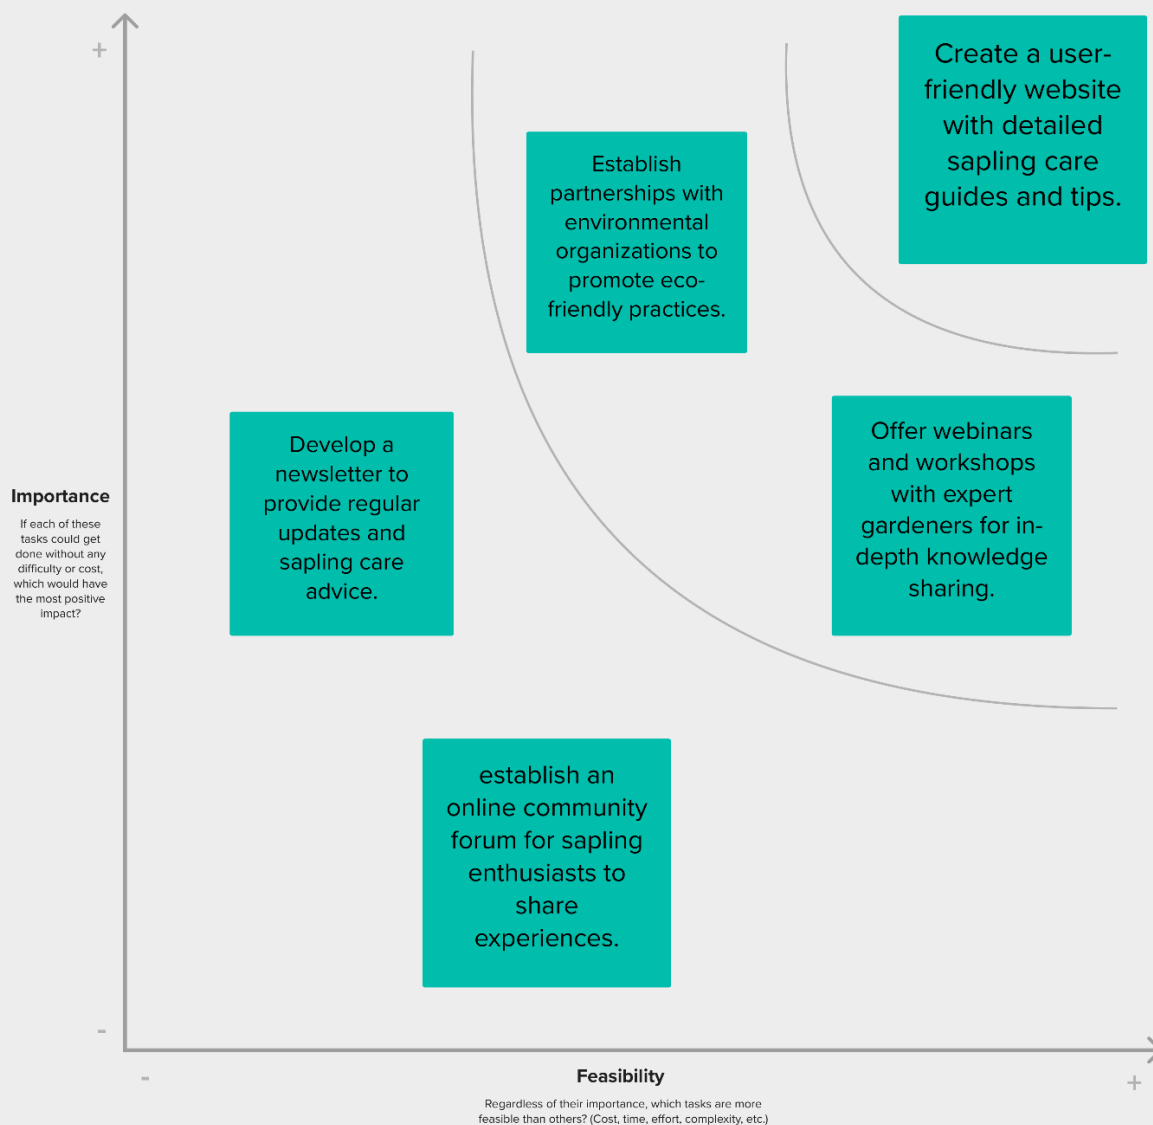 +
Create a user-
friendly website
with detailed
sapling care
guides and tips.
Establish
partnerships with
environmental
organizations to
promote eco-
friendly practices.
Develop a
newsletter to
provide regular
updates and
sapling care
advice.
Offer webinars
and workshops
with expert
gardeners for in-
depth knowledge
sharing.
Importance
If each of these
tasks could get
done without any
difficulty or cost,
which would have
the most positive
impact?
establish an
online community
forum for sapling
enthusiasts to
share
experiences.
-
-
Feasibility
+
Regardless of their importance, which tasks are more
feasible than others? (Cost, time, effort, complexity, etc.)